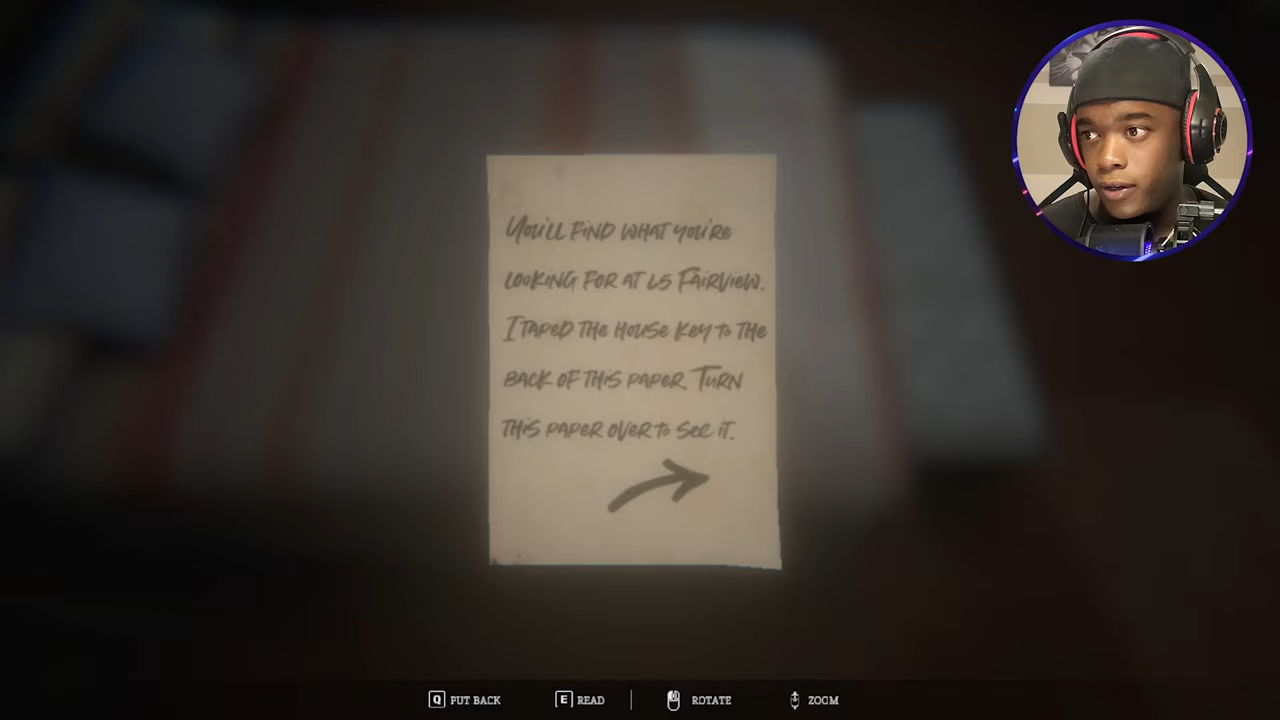 You'll find what you're
looking for at 65 Fairview.
I taped the house key to the
back of this paper. Turn
this paper over to see it.
Q PUT BACK
E READ
ROTATE
ZOOM